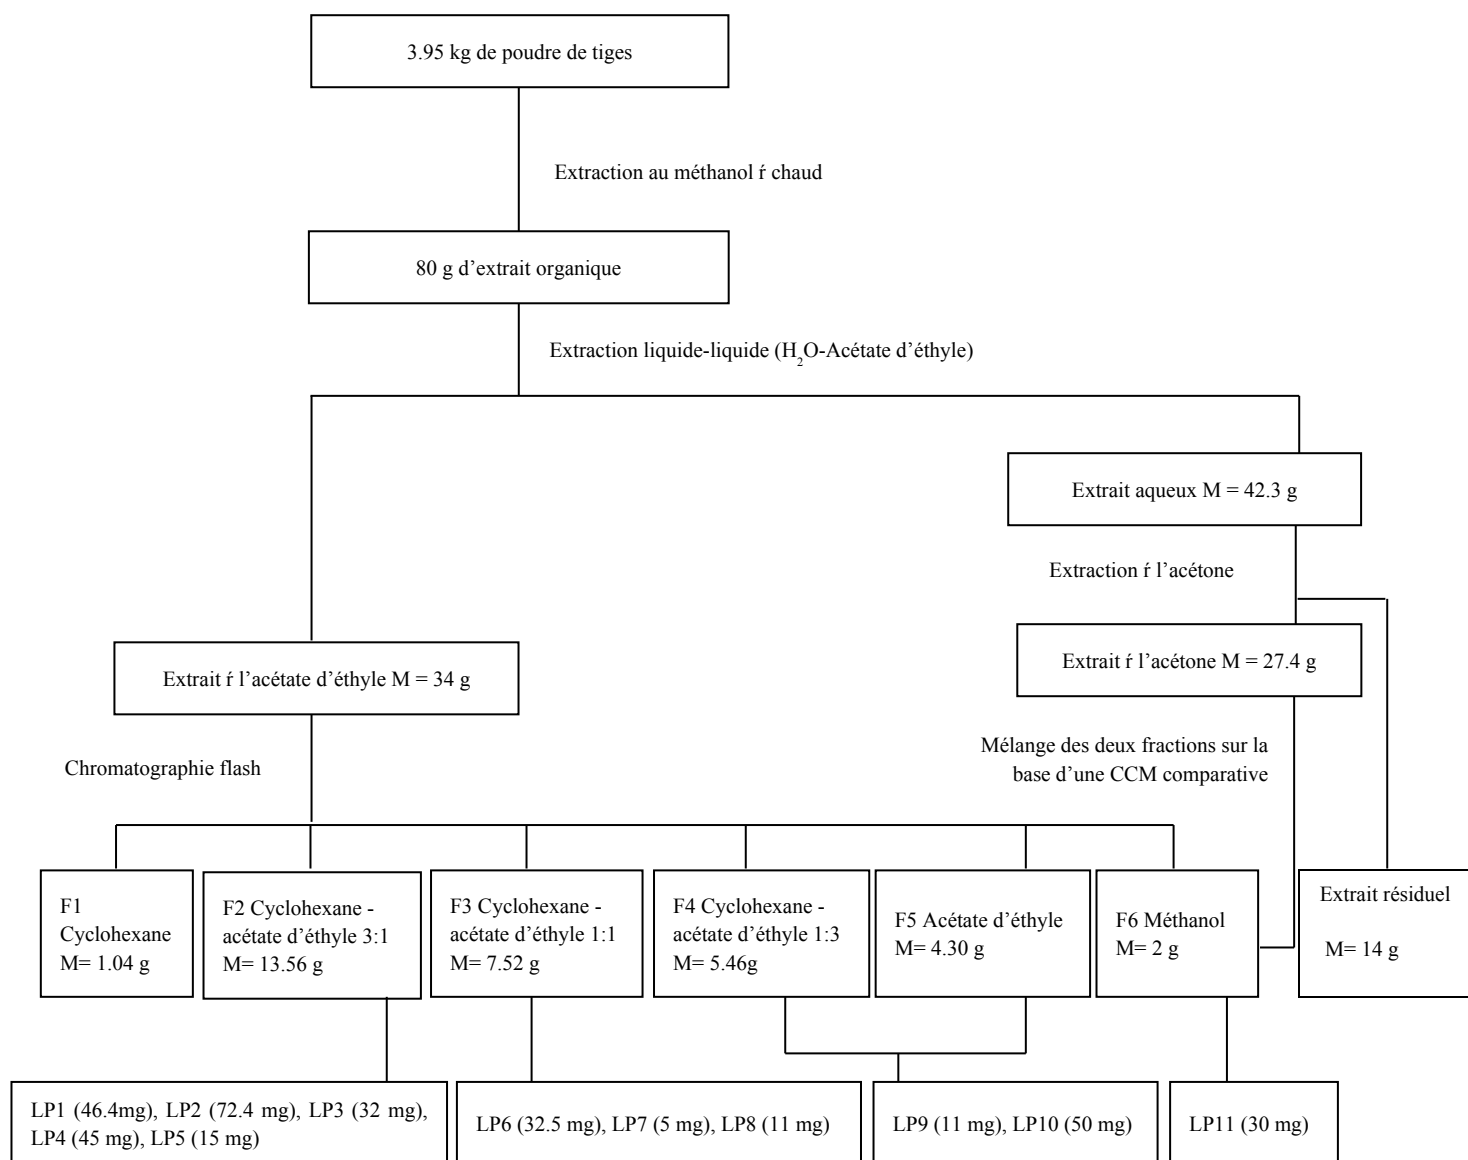 3.95 kg de poudre de tiges
Extraction au méthanol ŕ chaud
80 g d’extrait organique
Extraction liquide-liquide (H₂O-Acétate d’éthyle)
Extrait aqueux M = 42.3 g
Extraction ŕ l’acétone
Extrait ŕ l’acétone M = 27.4 g
Extrait ŕ l’acétate d’éthyle M = 34 g
Mélange des deux fractions sur la
base d’une CCM comparative
Chromatographie flash
F1
Cyclohexane
M= 1.04 g
F2 Cyclohexane -
acétate d’éthyle 3:1
M= 13.56 g
F3 Cyclohexane -
acétate d’éthyle 1:1
M= 7.52 g
F4 Cyclohexane -
acétate d’éthyle 1:3
M= 5.46g
F5 Acétate d’éthyle
M= 4.30 g
F6 Méthanol
M= 2 g
Extrait résiduel
M= 14 g
LP1 (46.4mg), LP2 (72.4 mg), LP3 (32 mg),
LP4 (45 mg), LP5 (15 mg)
LP6 (32.5 mg), LP7 (5 mg), LP8 (11 mg)
LP9 (11 mg), LP10 (50 mg)
LP11 (30 mg)